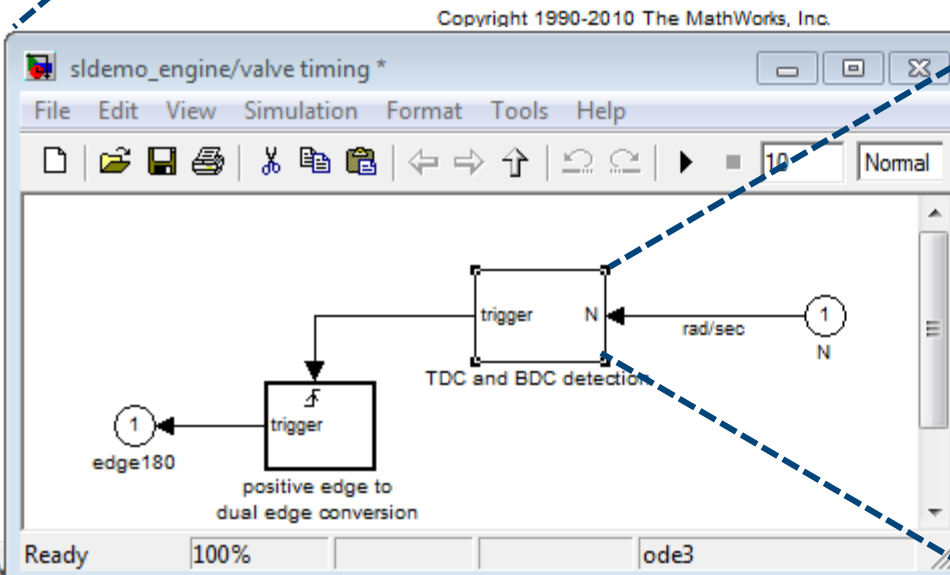 Copyright 1990-2010 The MathWorks, Inc.
sldemo_engine/valve timing *
File Edit View Simulation Format Tools Help
10 Normal
trigger N
rad/sec
1
N
TDC and BDC detection
trigger
1
edge180
positive edge to
dual edge conversion
Ready 100% ode3